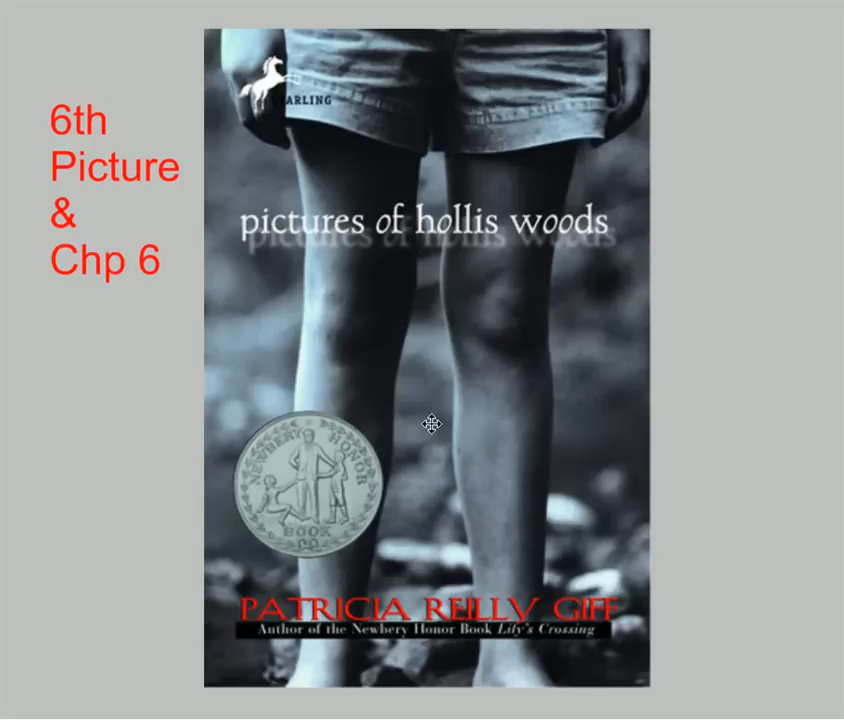 6th
Picture
&
Chp 6
ARLING
pictures of hollis woods
NEWBERY HONOR
BOOK
PATRICIA REILLY GIFF
Author of the Newbery Honor Book Lily's Crossing